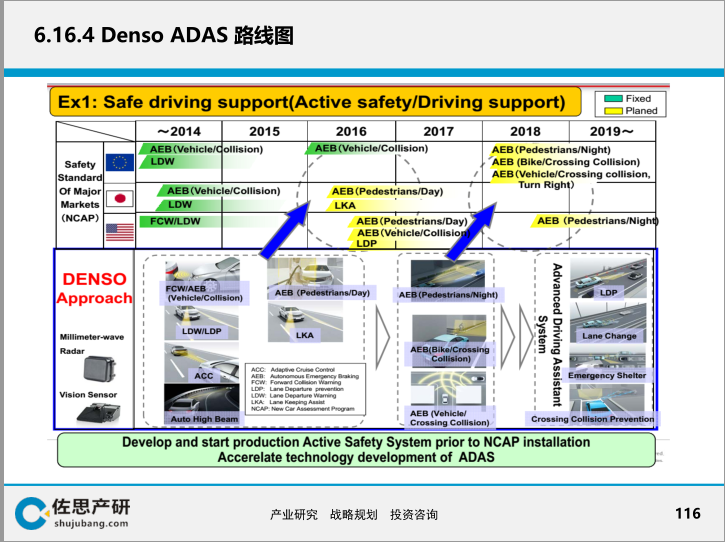 6.16.4 Denso ADAS 路线图
Ex1: Safe driving support(Active safety/Driving support)
Fixed
Planed
～2014 2015 2016 2017 2018 2019～
Safety
Standard
Of Major
Markets
（NCAP）
AEB(Vehicle/Collision)
LDW
AEB(Vehicle/Collision)
AEB(Pedestrians/Night)
AEB (Bike/Crossing Collision)
AEB(Vehicle/Crossing collision,
Turn Right)
AEB(Vehicle/Collision)
LDW
AEB(Pedestrians/Day)
LKA
FCW/LDW
AEB(Pedestrians/Day)
AEB(Vehicle/Collision)
LDP
AEB（Pedestrians/Night)
DENSO
Approach
Millimeter-wave
Radar
Vision Sensor
FCW/AEB
(Vehicle/Collision)
AEB（Pedestrians/Day)
LDW/LDP
LKA
ACC
Auto High Beam
ACC: Adaptive Cruise Control
AEB: Autonomous Emergency Braking
FCW: Forward Collision Warning
LDP: Lane Departure prevention
LDW: Lane Departure Warning
LKA: Lane Keeping Assist
NCAP: New Car Assessment Program
AEB(Pedestrians/Night)
AEB(Bike/Crossing
Collision)
AEB (Vehicle/
Crossing Collision)
Advanced Driving Assistant
System
LDP
Lane Change
Emergency Shelter
Crossing Collision Prevention
Develop and start production Active Safety System prior to NCAP installation
Accerelate technology development of ADAS
佐思产研
shujubang.com
产业研究 战略规划 投资咨询
116